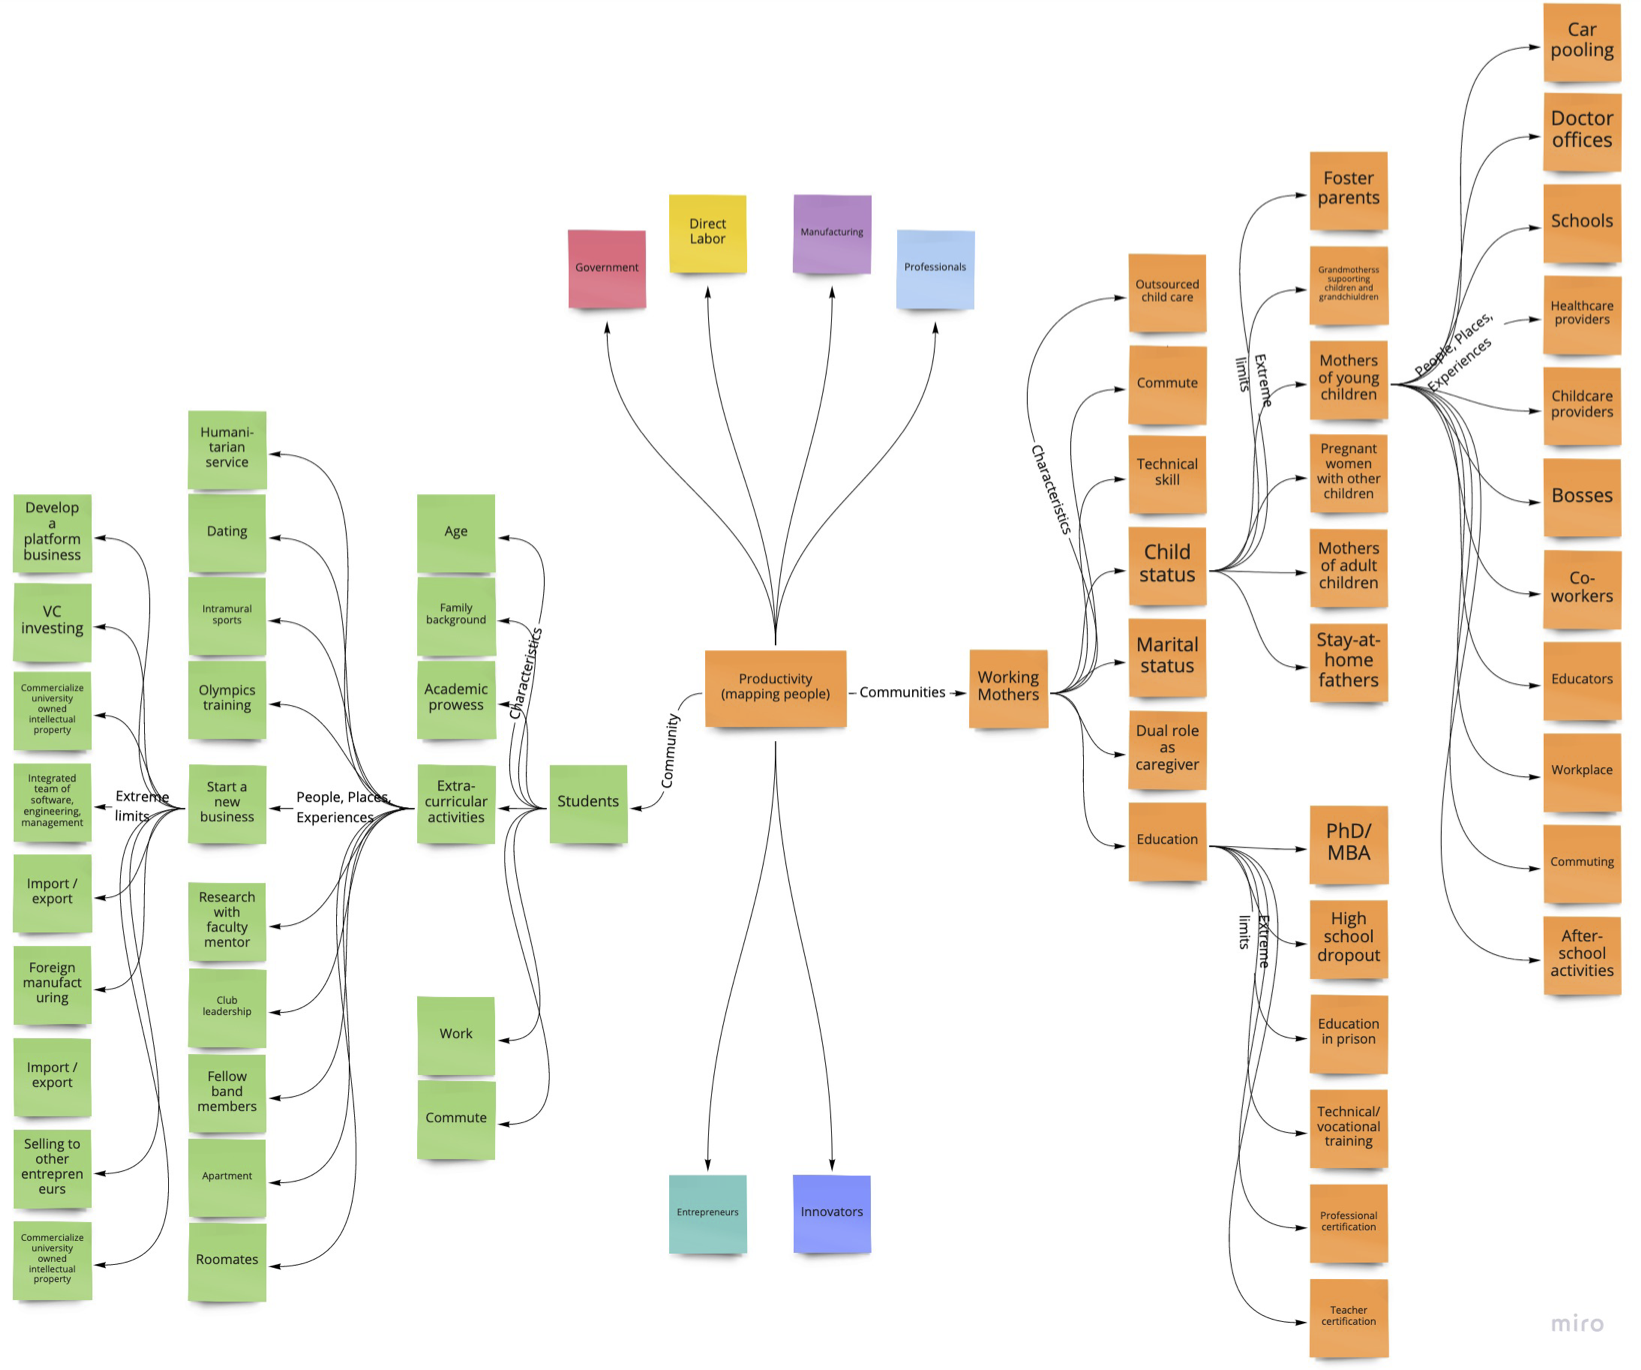 Car
pooling
Doctor
offices
Schools
Healthcare
providers
Childcare
providers
Bosses
Co-
workers
Educators
Workplace
Commuting
After-
school
activities
People, Places,
Experiences
Foster
parents
Grandmotherss
supoorting
children and
grandchiuldren
Mothers
of young
children
Pregnant
women
with other
children
Mothers
of adult
children
Stay-at-
home
fathers
Extreme
limits
PhD/
MBA
High
school
dropout
Education
in prison
Technical/
vocational
training
Professional
certification
Teacher
certification
Extreme
limits
Outsourced
child care
Commute
Technical
skill
Child
status
Marital
status
Dual role
as
caregiver
Education
Characteristics
Working
Mothers
Communities
Productivity
(mapping people)
Government
Direct
Labor
Manufacturing
Professionals
Entrepreneurs
Innovators
Community
Students
Characteristics
Age
Family
background
Academic
prowess
Extra-
curricular
activities
Work
Commute
People, Places,
Experiences
Humani-
tarian
service
Dating
Intramural
sports
Olympics
training
Start a
new
business
Research
with
faculty
mentor
Club
leadership
Fellow
band
members
Apartment
Roomates
Extreme
limits
Develop
a
platform
business
VC
investing
Commercialize
university
owned
intellectual
property
Integrated
team of
software,
engineering,
management
Import /
export
Foreign
manufact
uring
Import /
export
Selling to
other
entrepren
eurs
Commercialize
university
owned
intellectual
property
miro